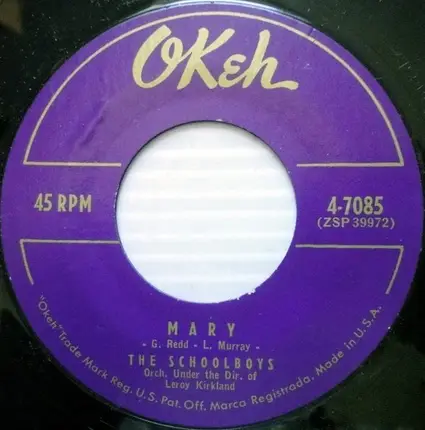 OKeh
45 RPM
4-7085
(ZSP 39972)
MARY
- G. Redd - L. Murray -
THE SCHOOLBOYS
Orch. Under the Dir. of
Leroy Kirkland
"Okeh" Trade Mark Reg. U.S. Pat. Off. Marca Registrada. Made in U.S.A.